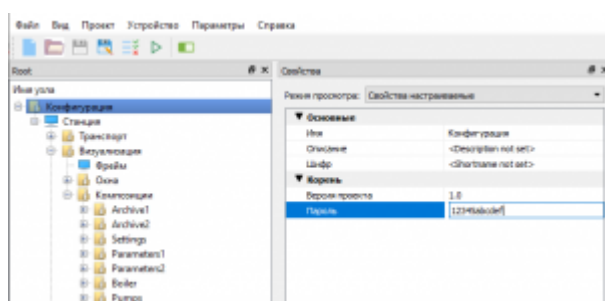 Файл Вид Проект Устройство Параметры Справка
Root
Свойства
Имя узла
Режим просмотра: Свойства настраиваемые
Конфигурация
Станция
Транспорт
Визуализация
Фреймы
Окна
Композиции
Archive1
Archive2
Settings
Parameters1
Parameters2
Boiler
Pumps
Основные
Имя Конфигурация
Описание <Description not set>
Шифр <Shortname not set>
Корень
Версия проекта 1.0
Пароль 12345abcdef